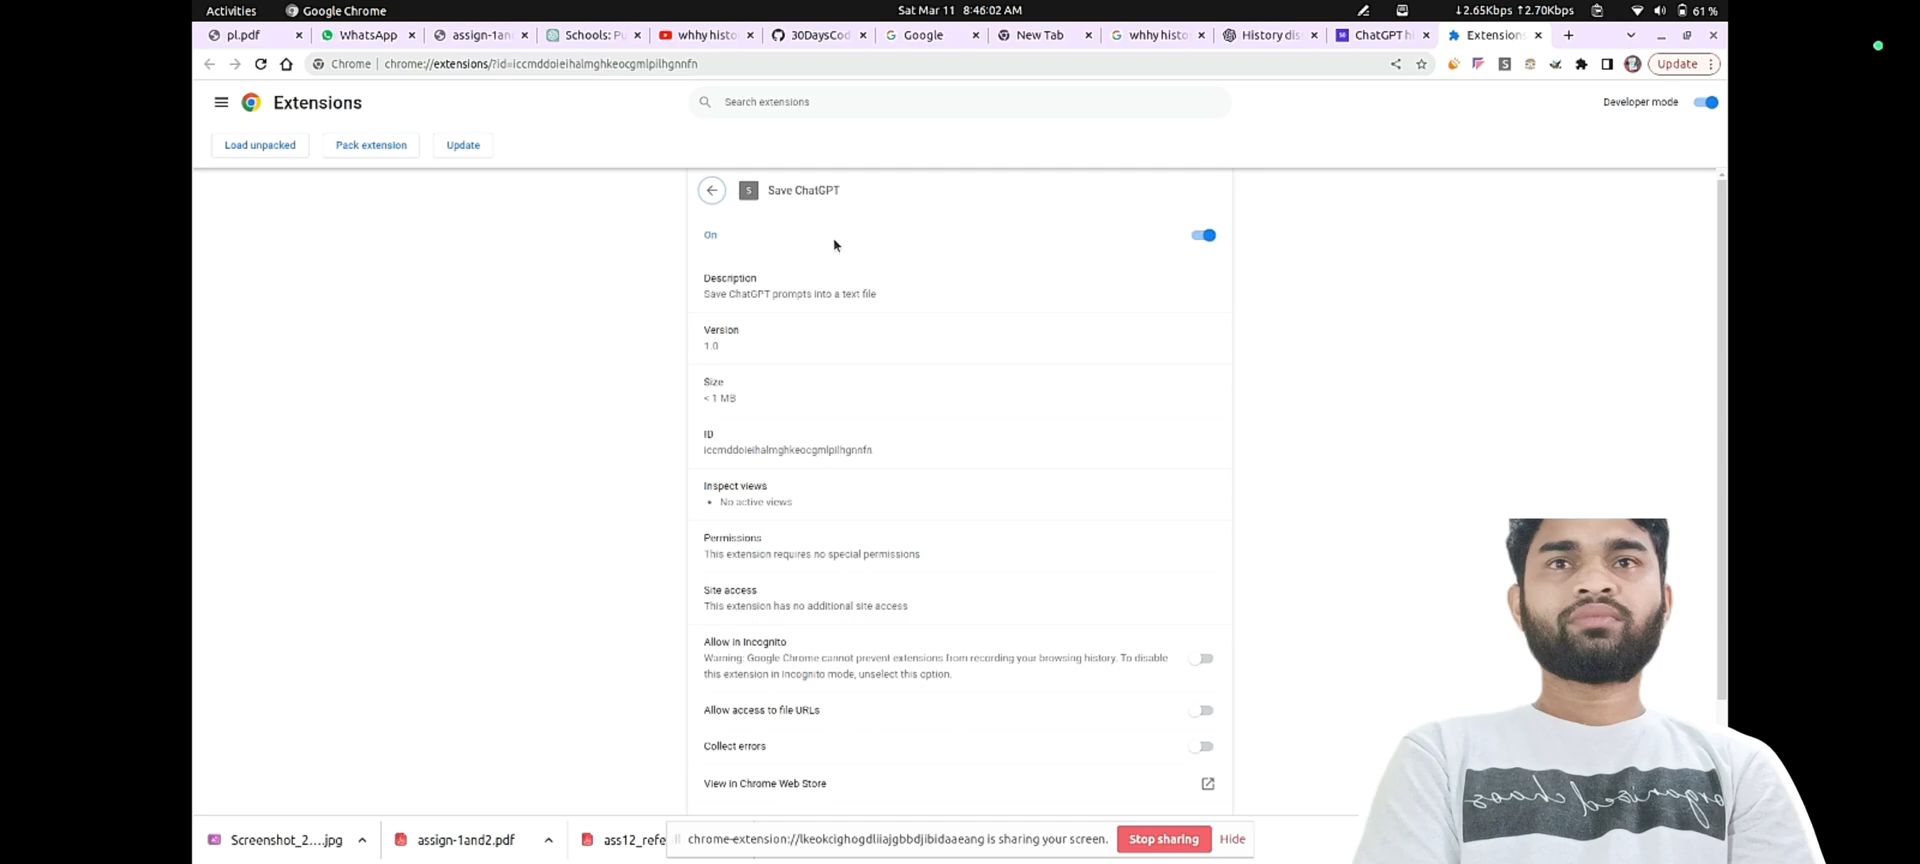 Activities Google Chrome Sat Mar 11 8:46:02 AM ↓2.65Kbps ↑2.70Kbps 61 %
pl.pdf WhatsApp assign-1and Schools: Pu whhy histo 30DaysCod Google New Tab whhy histo History dis ChatGPT hi Extensions
Chrome | chrome://extensions/?id=iccmddoieihalmghkeocgmlpilhgnnfn Update
Extensions Search extensions Developer mode
Load unpacked Pack extension Update
S Save ChatGPT
On
Description
Save ChatGPT prompts into a text file
Version
1.0
Size
< 1 MB
ID
iccmddoieihalmghkeocgmlpilhgnnfn
Inspect views
• No active views
Permissions
This extension requires no special permissions
Site access
This extension has no additional site access
Allow in Incognito
Warning: Google Chrome cannot prevent extensions from recording your browsing history. To disable
this extension in Incognito mode, unselect this option.
Allow access to file URLs
Collect errors
View in Chrome Web Store
organised chaos
Screenshot_2....jpg assign-1and2.pdf ass12_refe chrome-extension://lkeokcighogdliiajgbbdjibidaaeang is sharing your screen. Stop sharing Hide